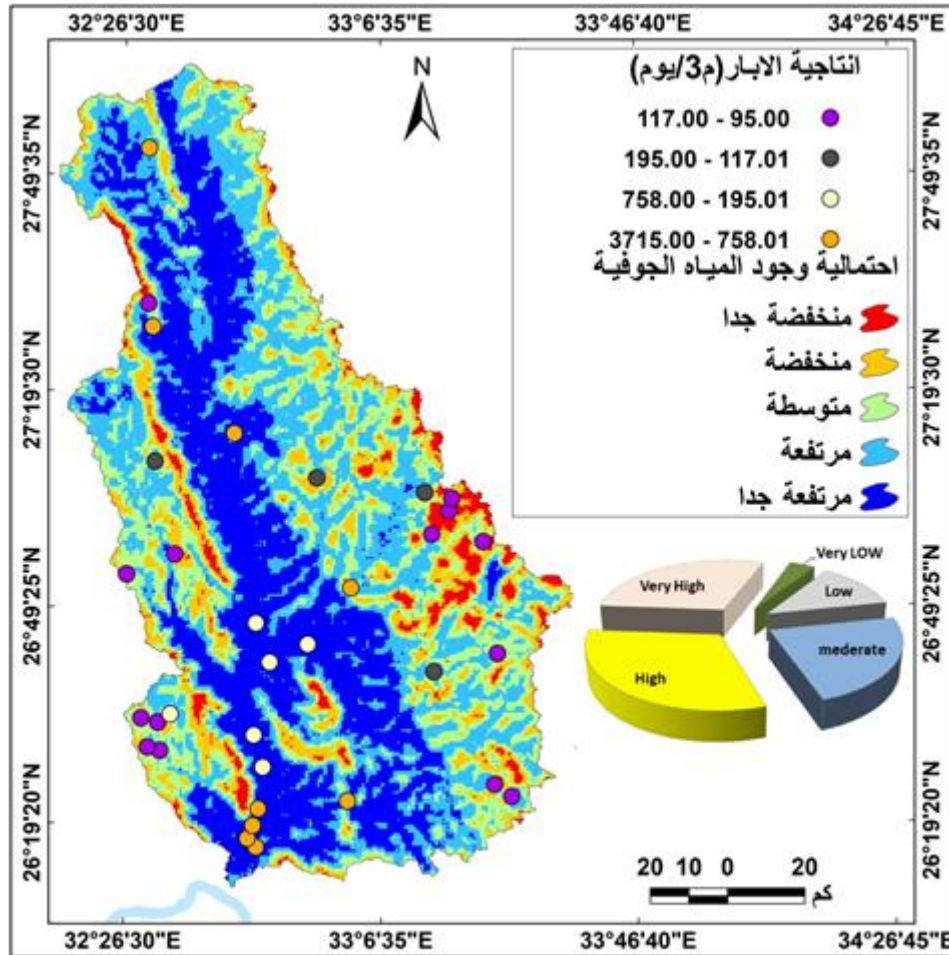 32°26'30"E 33°6'35"E 33°46'40"E 34°26'45"E
N
انتاجية الابار(م3/يوم)
117.00 - 95.00
195.00 - 117.01
758.00 - 195.01
3715.00 - 758.01
احتمالية وجود المياه الجوفية
منخفضة جدا
منخفضة
متوسطة
مرتفعة
مرتفعة جدا
27°49'35"N 27°49'35"N
27°19'30"N 27°19'30"N
26°49'25"N 26°49'25"N
26°19'20"N 26°19'20"N
Very LOW
Very High
Low
mederate
High
20 10 0 20
كم
32°26'30"E 33°6'35"E 33°46'40"E 34°26'45"E